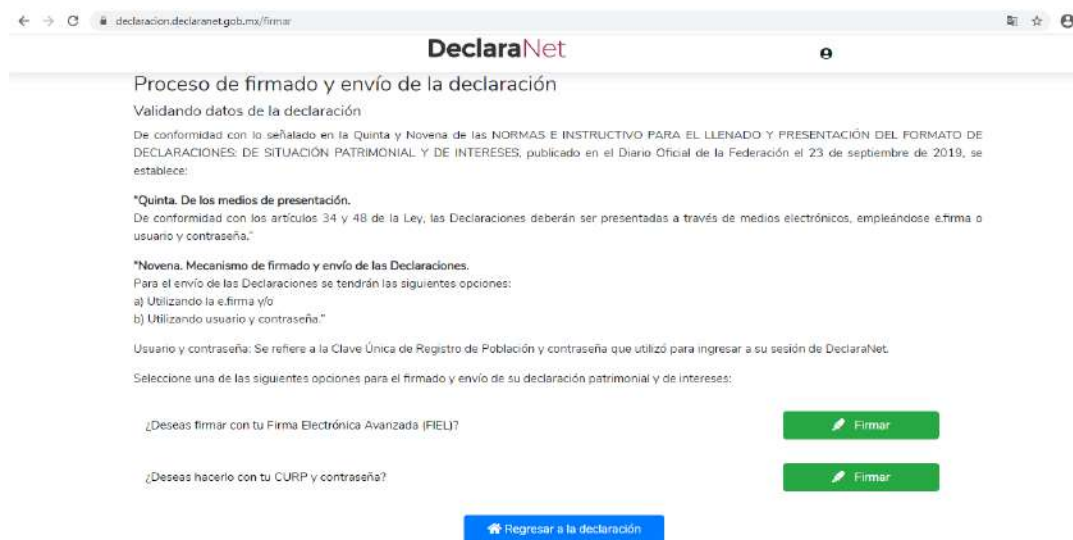 declaracion.declaranet.gob.mx/firmar
DeclaraNet
Proceso de firmado y envío de la declaración
Validando datos de la declaración
De conformidad con lo señalado en la Quinta y Novena de las NORMAS E INSTRUCTIVO PARA EL LLENADO Y PRESENTACIÓN DEL FORMATO DE
DECLARACIONES: DE SITUACIÓN PATRIMONIAL Y DE INTERESES, publicado en el Diario Oficial de la Federación el 23 de septiembre de 2019, se
establece:
"Quinta. De los medios de presentación.
De conformidad con los artículos 34 y 48 de la Ley, las Declaraciones deberán ser presentadas a través de medios electrónicos, empleándose e.firma o
usuario y contraseña."
"Novena. Mecanismo de firmado y envío de las Declaraciones.
Para el envío de las Declaraciones se tendrán las siguientes opciones:
a) Utilizando la e.firma y/o
b) Utilizando usuario y contraseña."
Usuario y contraseña: Se refiere a la Clave Única de Registro de Población y contraseña que utilizó para ingresar a su sesión de DeclaraNet.
Seleccione una de las siguientes opciones para el firmado y envío de su declaración patrimonial y de intereses:
¿Deseas firmar con tu Firma Electrónica Avanzada (FIEL)? Firmar
¿Deseas hacerlo con tu CURP y contraseña? Firmar
Regresar a la declaración